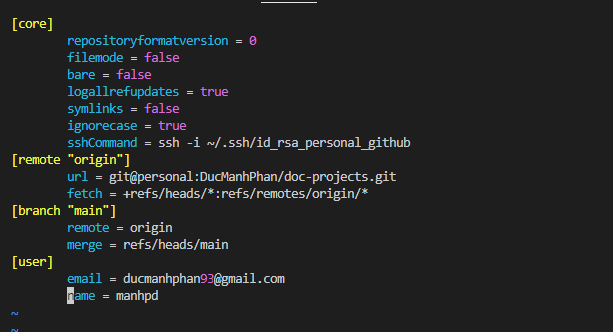 [core]
repositoryformatversion = 0
filemode = false
bare = false
logallrefupdates = true
symlinks = false
ignorecase = true
sshCommand = ssh -i ~/.ssh/id_rsa_personal_github
[remote "origin"]
url = git@personal:DucManhPhan/doc-projects.git
fetch = +refs/heads/*:refs/remotes/origin/*
[branch "main"]
remote = origin
merge = refs/heads/main
[user]
email = ducmanhphan93@gmail.com
name = manhpd
~
~